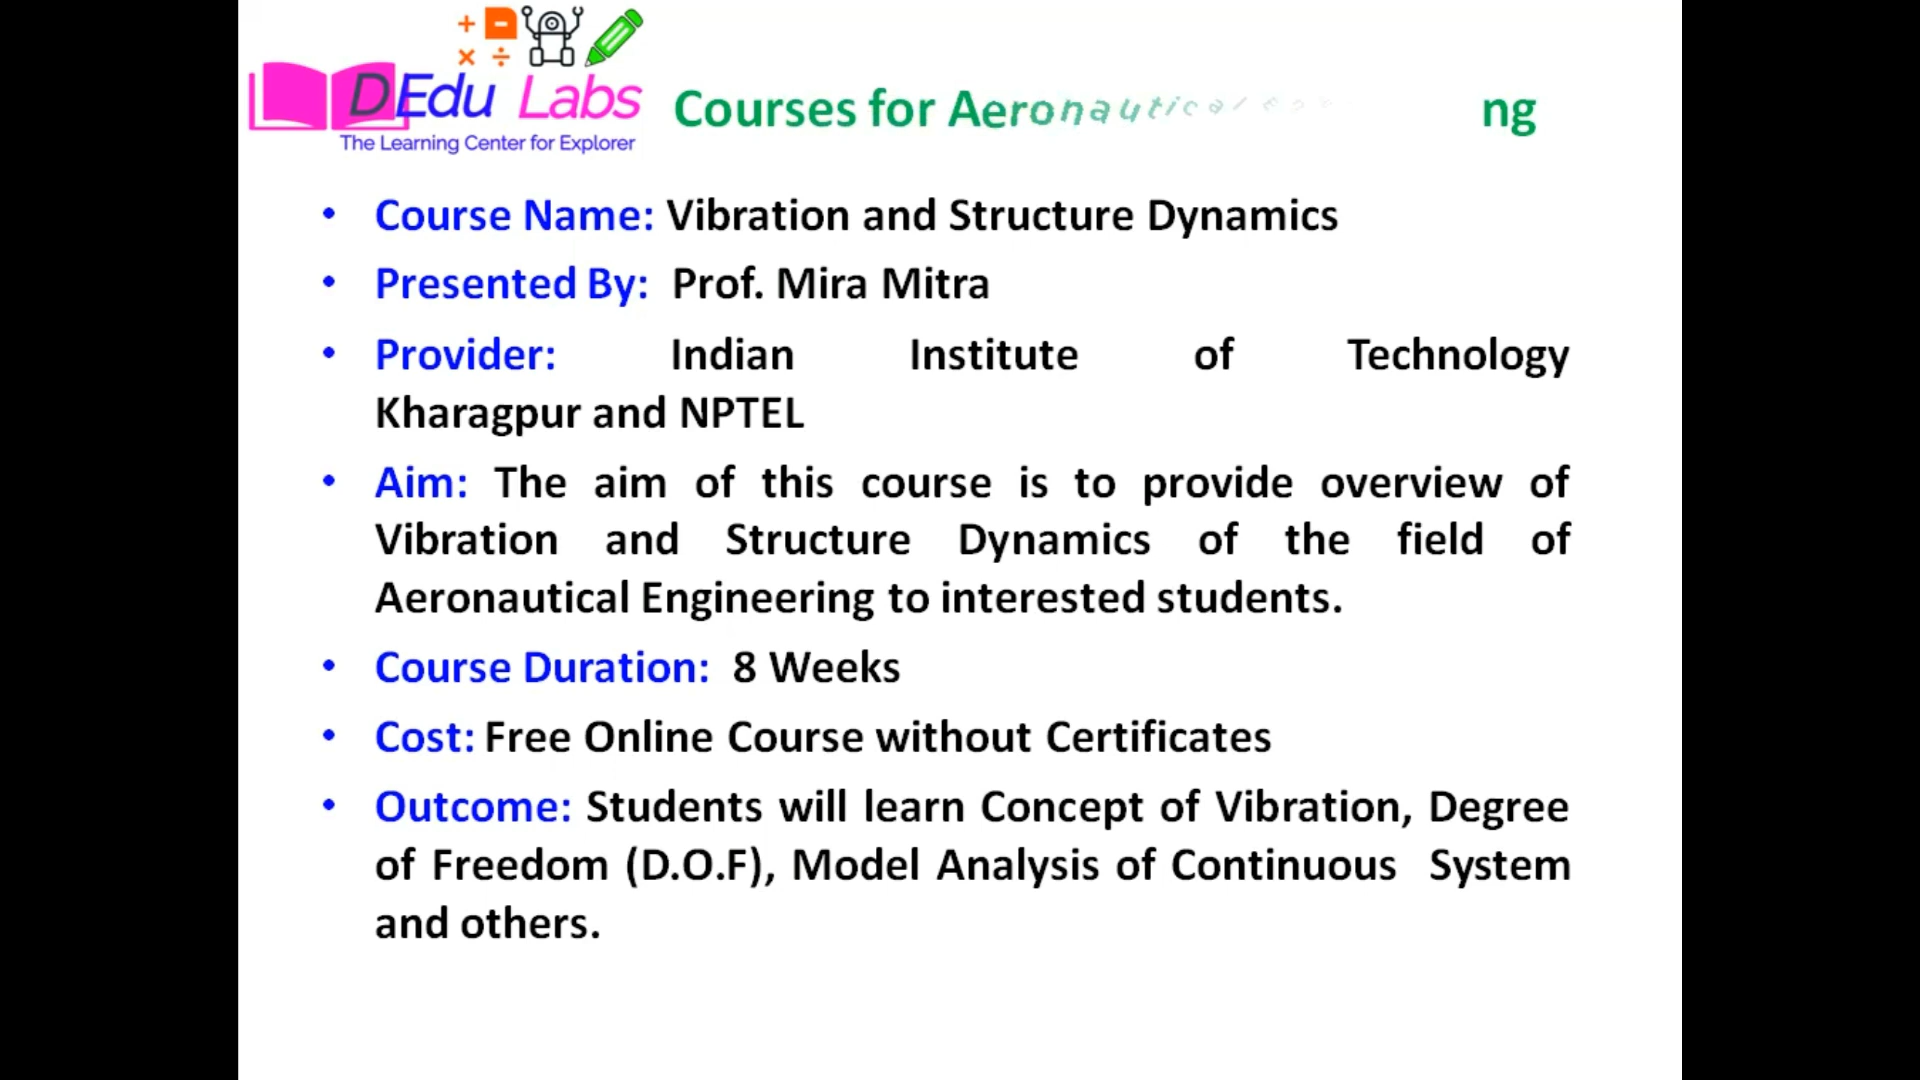 DEdu Labs
The Learning Center for Explorer
Courses for Aeronautical ng
• Course Name: Vibration and Structure Dynamics
• Presented By: Prof. Mira Mitra
• Provider: Indian Institute of Technology
Kharagpur and NPTEL
• Aim: The aim of this course is to provide overview of
Vibration and Structure Dynamics of the field of
Aeronautical Engineering to interested students.
• Course Duration: 8 Weeks
• Cost: Free Online Course without Certificates
• Outcome: Students will learn Concept of Vibration, Degree
of Freedom (D.O.F), Model Analysis of Continuous System
and others.